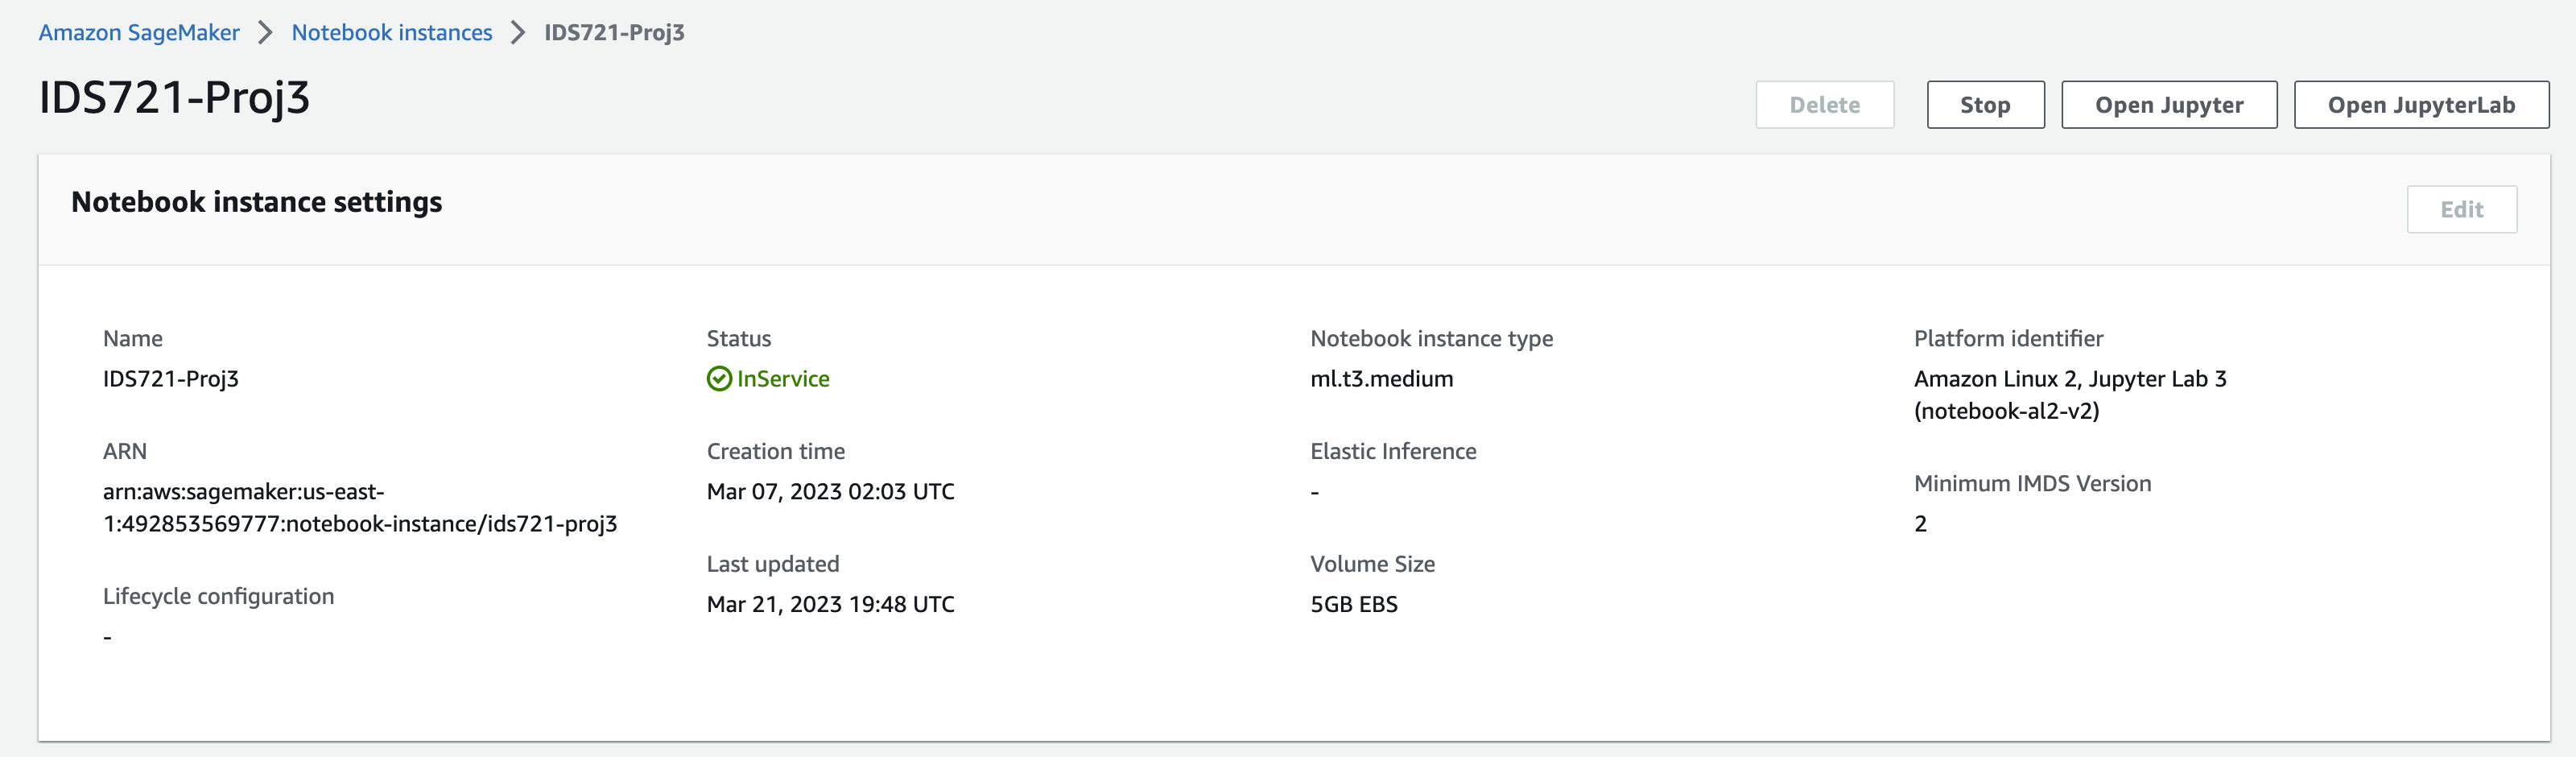 Amazon SageMaker > Notebook instances > IDS721-Proj3
IDS721-Proj3
Delete
Stop
Open Jupyter
Open JupyterLab
Notebook instance settings
Edit
Name
IDS721-Proj3
ARN
arn:aws:sagemaker:us-east-
1:492853569777:notebook-instance/ids721-proj3
Lifecycle configuration
-
Status
InService
Creation time
Mar 07, 2023 02:03 UTC
Last updated
Mar 21, 2023 19:48 UTC
Notebook instance type
ml.t3.medium
Elastic Inference
-
Volume Size
5GB EBS
Platform identifier
Amazon Linux 2, Jupyter Lab 3
(notebook-al2-v2)
Minimum IMDS Version
2